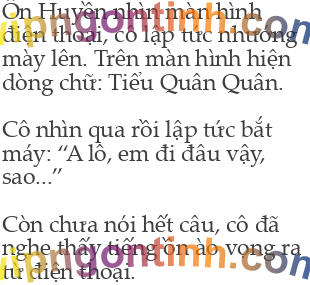 Ôn Huyền nhìn màn hình
điện thoại, cô lập tức nhướng
mày lên. Trên màn hình hiện
dòng chữ: Tiểu Quân Quân.
Cô nhìn qua rồi lập tức bắt
máy: “A lô, em đi đâu vậy,
sao...”
Còn chưa nói hết câu, cô đã
nghe thấy tiếng ồn ào vọng ra
từ điện thoại.